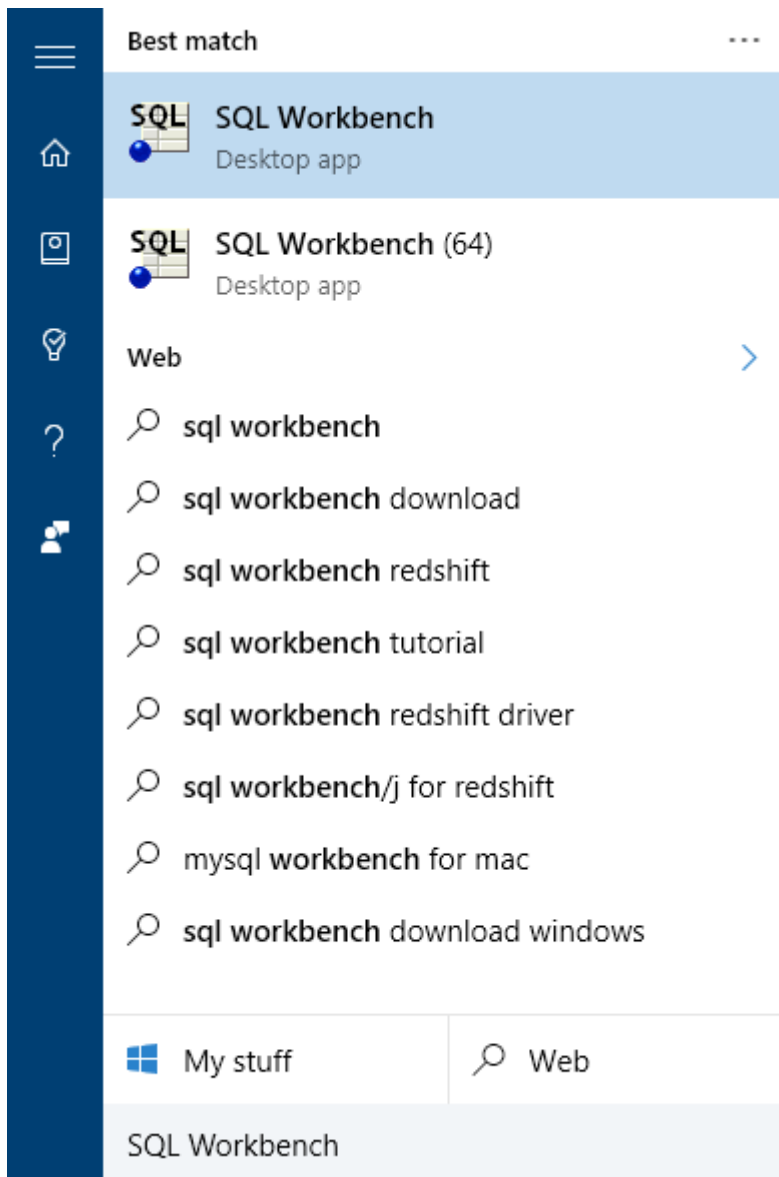 Best match
SQL
SQL Workbench
Desktop app
SQL
SQL Workbench (64)
Desktop app
Web
sql workbench
sql workbench download
sql workbench redshift
sql workbench tutorial
sql workbench redshift driver
sql workbench/j for redshift
mysql workbench for mac
sql workbench download windows
My stuff
Web
SQL Workbench